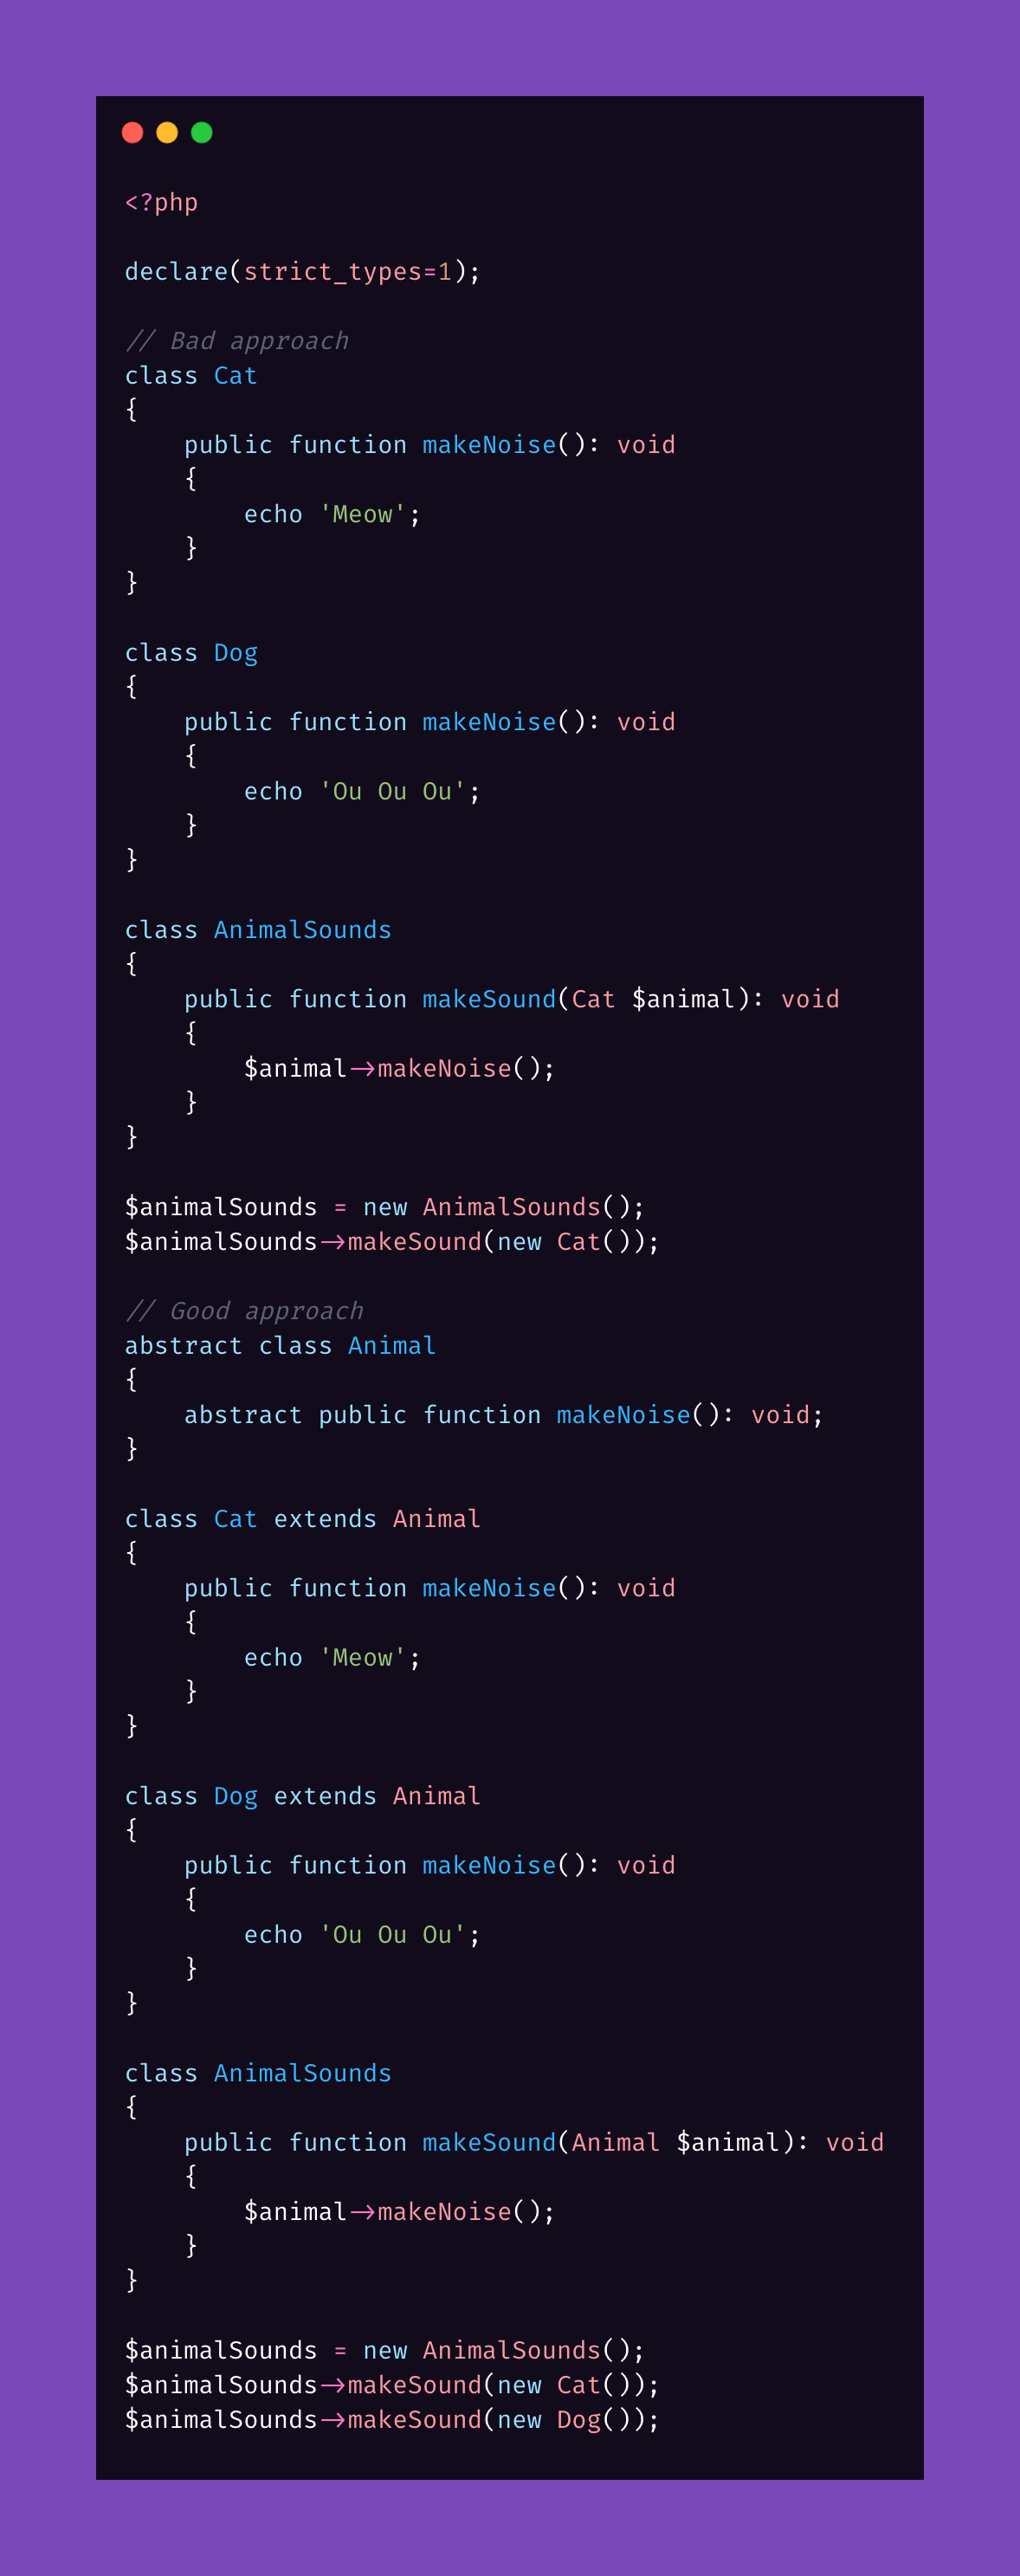 <?php

declare(strict_types=1);

// Bad approach
class Cat
{
    public function makeNoise(): void
    {
        echo 'Meow';
    }
}

class Dog
{
    public function makeNoise(): void
    {
        echo 'Ou Ou Ou';
    }
}

class AnimalSounds
{
    public function makeSound(Cat $animal): void
    {
        $animal->makeNoise();
    }
}

$animalSounds = new AnimalSounds();
$animalSounds->makeSound(new Cat());

// Good approach
abstract class Animal
{
    abstract public function makeNoise(): void;
}

class Cat extends Animal
{
    public function makeNoise(): void
    {
        echo 'Meow';
    }
}

class Dog extends Animal
{
    public function makeNoise(): void
    {
        echo 'Ou Ou Ou';
    }
}

class AnimalSounds
{
    public function makeSound(Animal $animal): void
    {
        $animal->makeNoise();
    }
}

$animalSounds = new AnimalSounds();
$animalSounds->makeSound(new Cat());
$animalSounds->makeSound(new Dog());